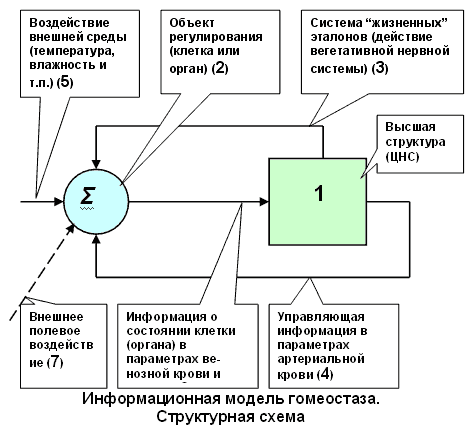 Воздействие
внешней среды
(температура,
влажность и
т.п.) (5)
Объект
регулирования
(клетка или
орган) (2)
Система “жизненных”
эталонов (действие
вегетативной нервной
системы) (3)
Высшая
структура
(ЦНС)
Σ
1
Внешнее
полевое
воздейств
ие (7)
Информация о
состоянии клетки
(органа) в
параметрах ве-
нозной крови и
Управляющая
информация в
параметрах
артериальной
крови (4)
Информационная модель гомеостаза.
Структурная схема